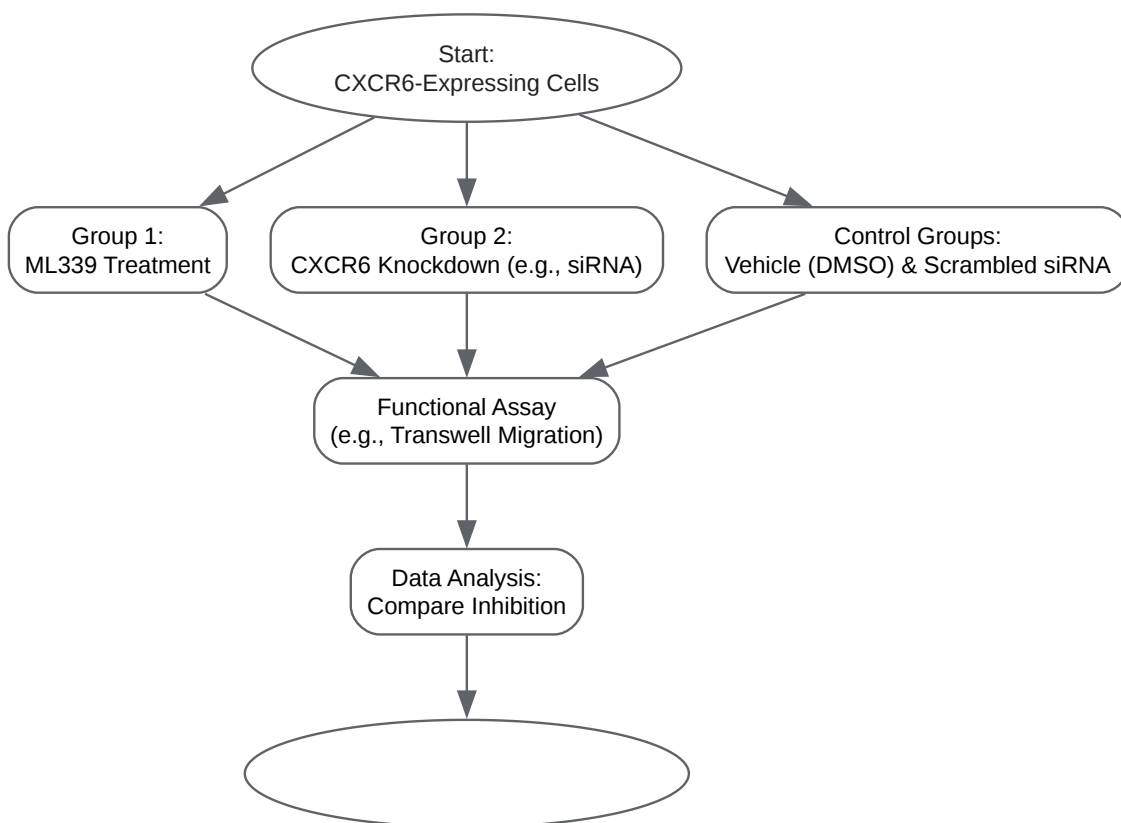 Start:
CXCR6-Expressing Cells
Group 1:
ML339 Treatment
Group 2:
CXCR6 Knockdown (e.g., siRNA)
Control Groups:
Vehicle (DMSO) & Scrambled siRNA
Functional Assay
(e.g., Transwell Migration)
Data Analysis:
Compare Inhibition